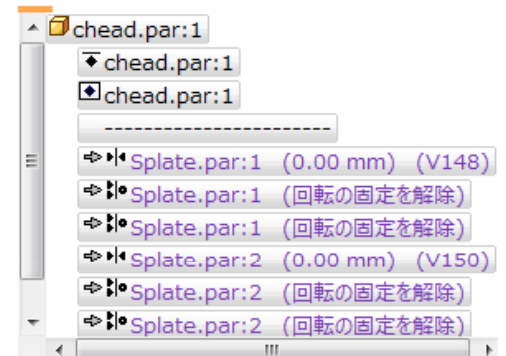 chead.par:1
chead.par:1
chead.par:1
-----------------------
Splate.par:1 (0.00 mm) (V148)
Splate.par:1 (回転の固定を解除)
Splate.par:1 (回転の固定を解除)
Splate.par:2 (0.00 mm) (V150)
Splate.par:2 (回転の固定を解除)
Splate.par:2 (回転の固定を解除)